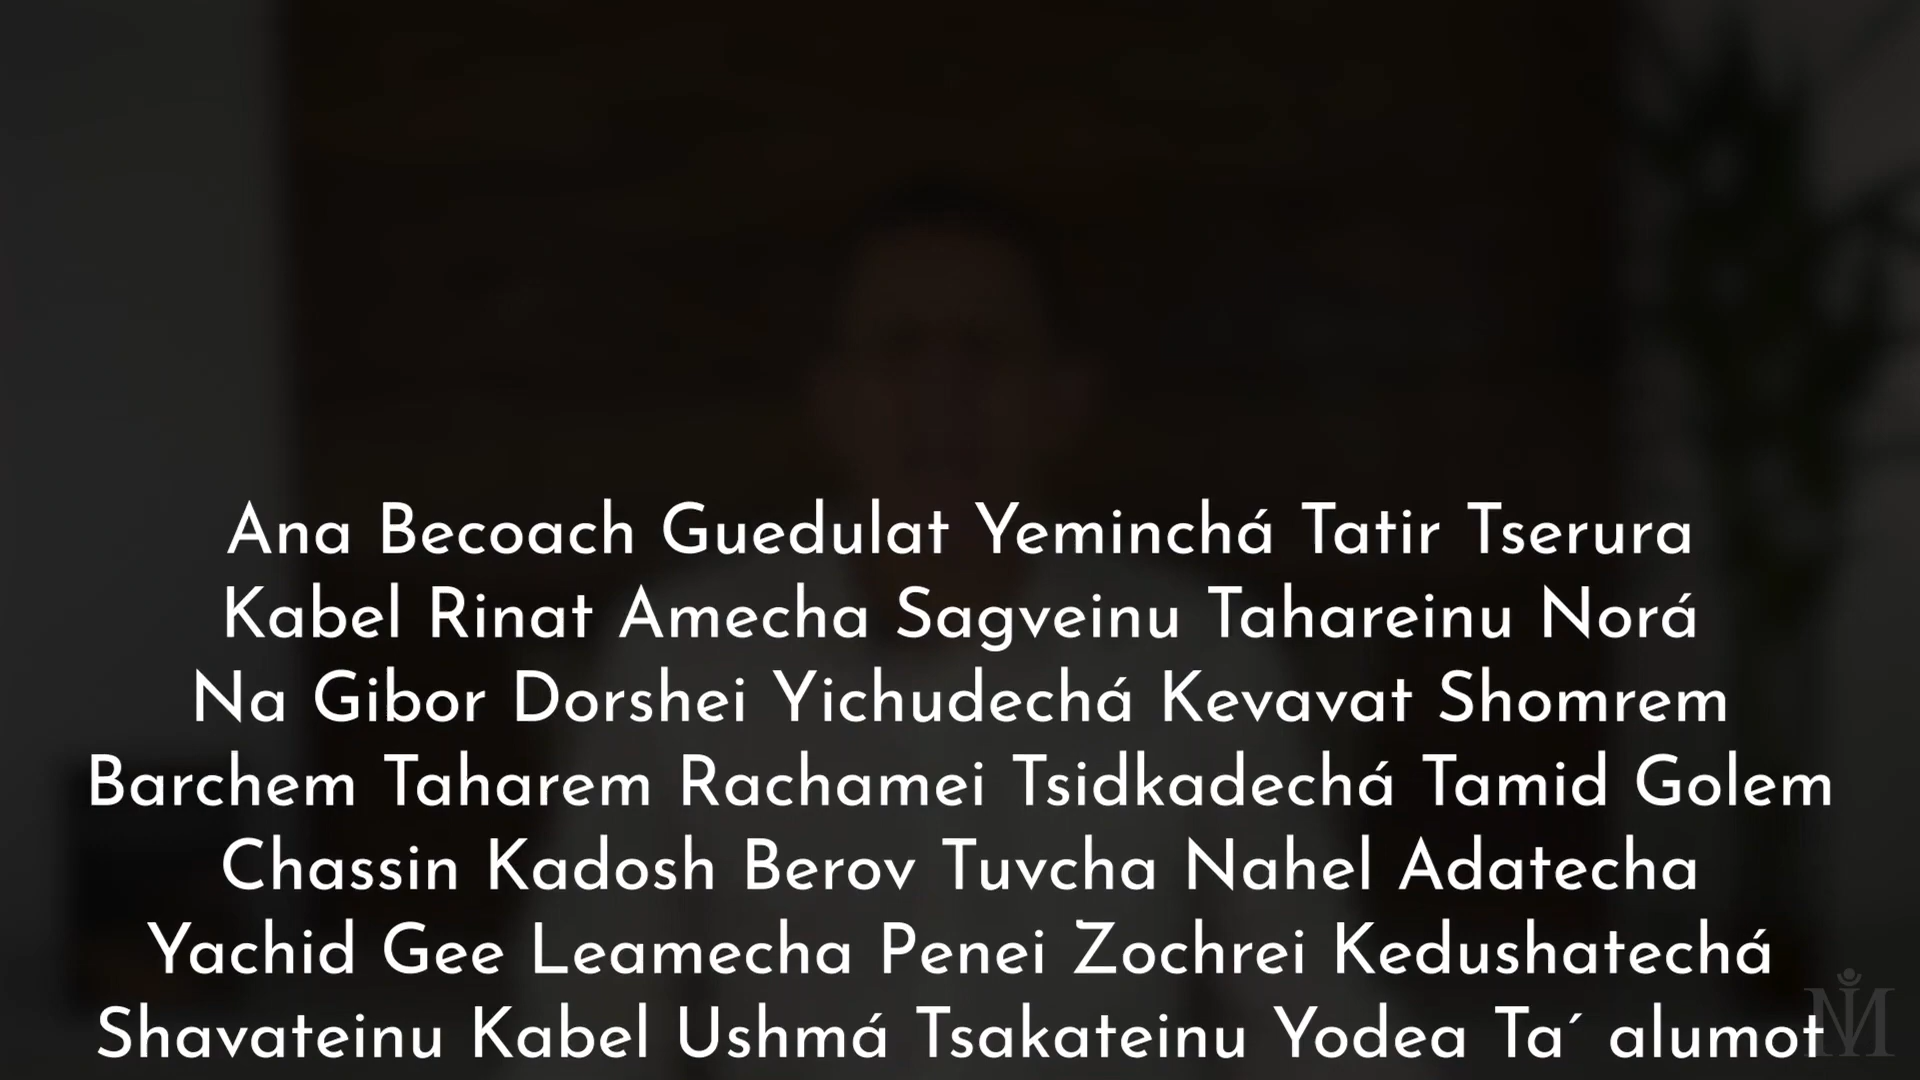 Ana Becoach Guedulat Yeminchá Tatir Tserura
Kabel Rinat Amecha Sagveinu Tahareinu Norá
Na Gibor Dorshei Yichudechá Kevavat Shomrem
Barchem Taharem Rachamei Tsidkadechá Tamid Golem
Chassin Kadosh Berov Tuvcha Nahel Adatecha
Yachid Gee Leamecha Penei Zochrei Kedushatechá
Shavateinu Kabel Ushmá Tsakateinu Yodea Ta´ alumot